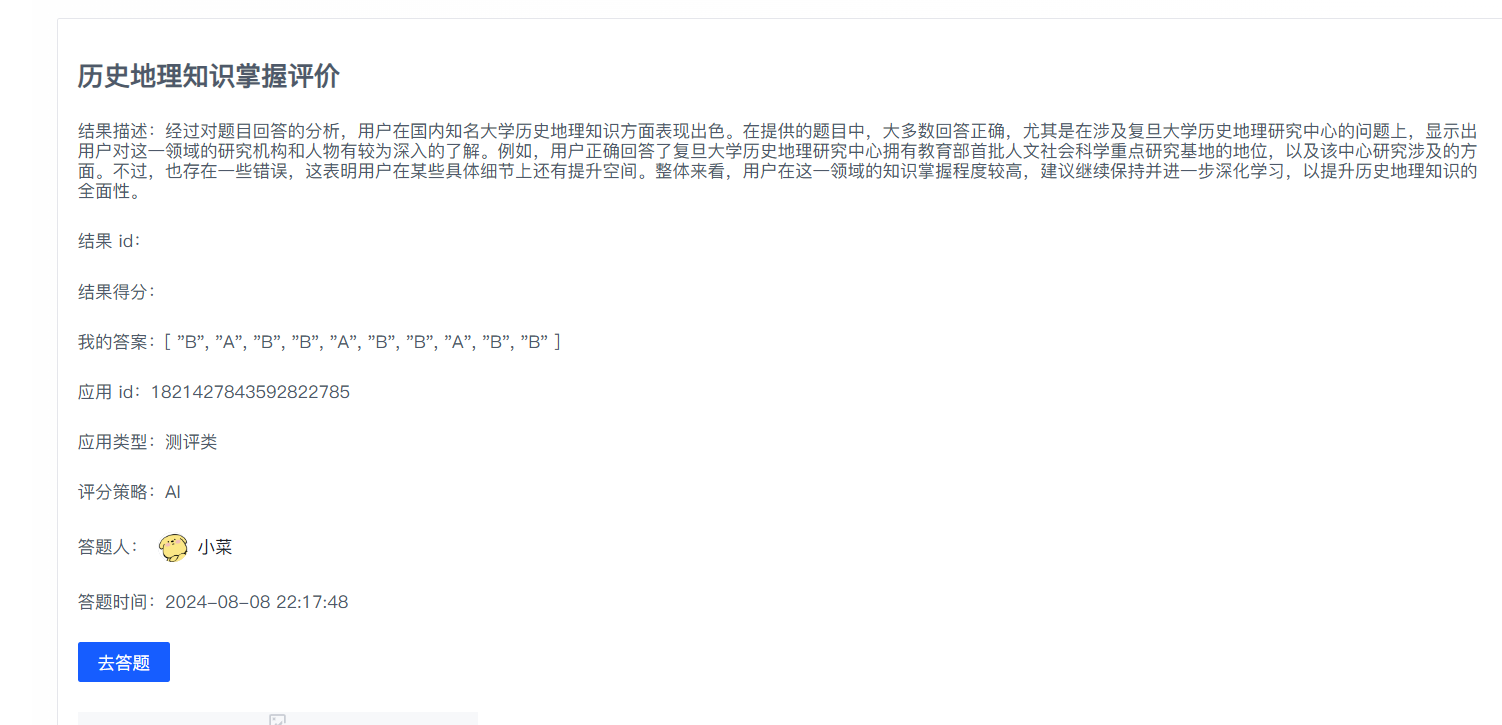 历史地理知识掌握评价
结果描述：经过对题目回答的分析，用户在国内知名大学历史地理知识方面表现出色。在提供的题目中，大多数回答正确，尤其是在涉及复旦大学历史地理研究中心的问题上，显示出
用户对这一领域的研究机构和人物有较为深入的了解。例如，用户正确回答了复旦大学历史地理研究中心拥有教育部首批人文社会科学重点研究基地的地位，以及该中心研究涉及的方
面。不过，也存在一些错误，这表明用户在某些具体细节上还有提升空间。整体来看，用户在这一领域的知识掌握程度较高，建议继续保持并进一步深化学习，以提升历史地理知识的
全面性。
结果 id：
结果得分：
我的答案：[ "B", "A", "B", "B", "A", "B", "B", "A", "B", "B" ]
应用 id：1821427843592822785
应用类型：测评类
评分策略：AI
答题人： 小菜
答题时间：2024-08-08 22:17:48
去答题